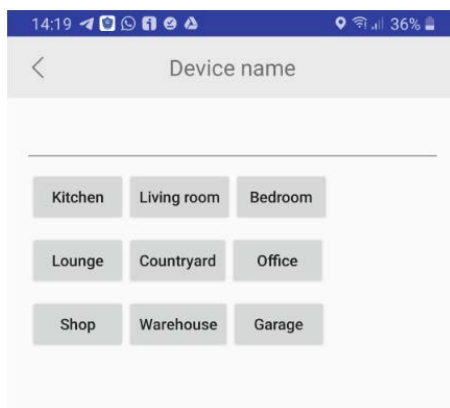 14:19 36%
Device name
Kitchen Living room Bedroom
Lounge Countryard Office
Shop Warehouse Garage